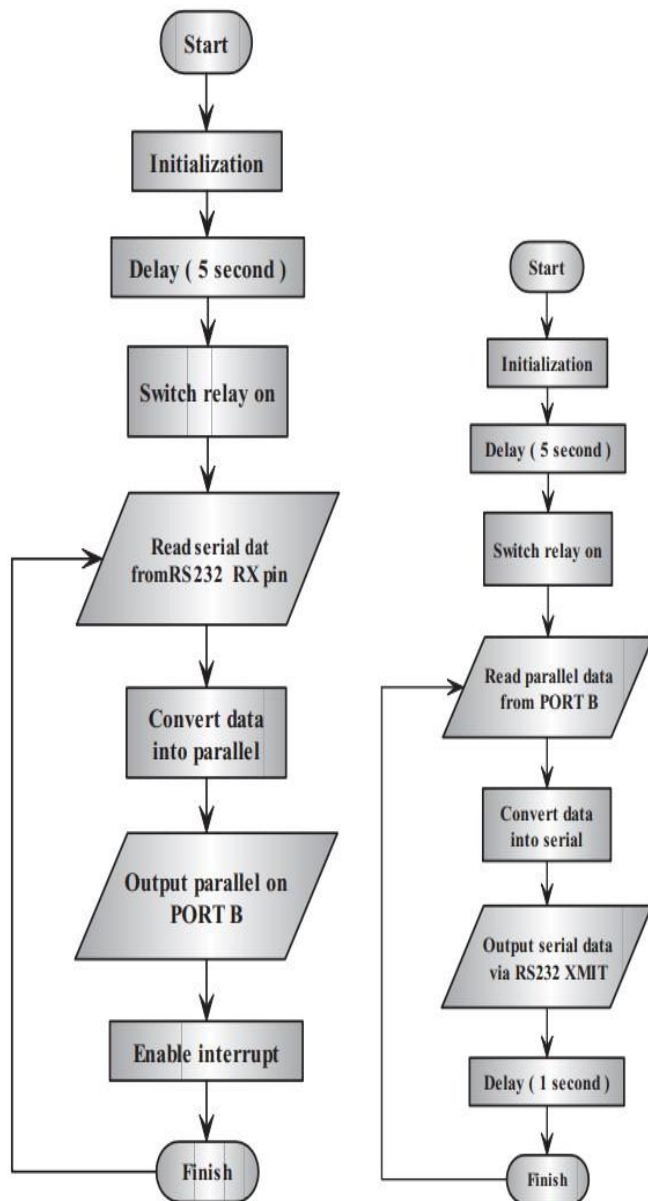 Start
Initialization
Delay ( 5 second )
Switch relay on
Read serial dat
fromRS232 RX pin
Convert data
into parallel
Output parallel on
PORT B
Enable interrupt
Finish
Start
Initialization
Delay ( 5 second )
Switch relay on
Read parallel data
from PORT B
Convert data
into serial
Output serial data
via RS232 XMIT
Delay ( 1 second )
Finish